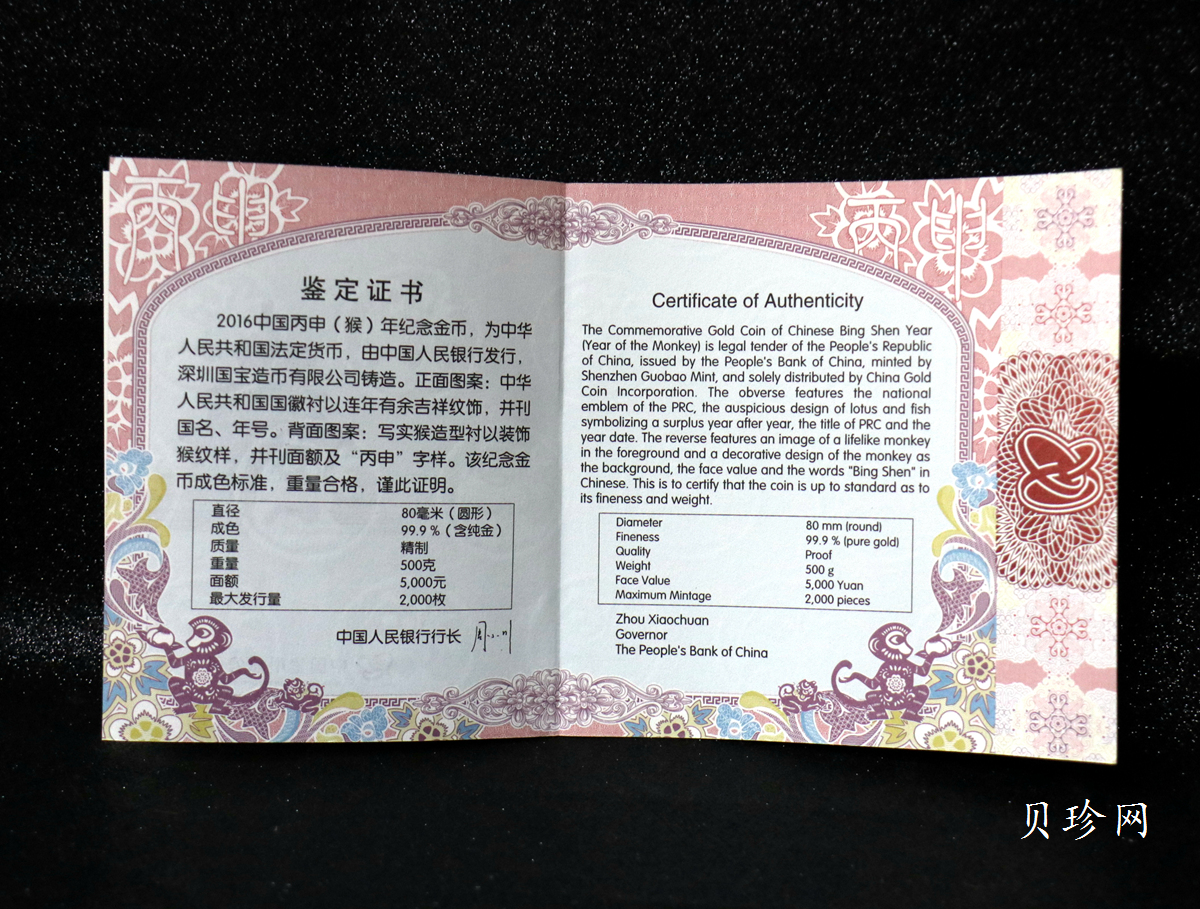 丙申
丙申
鉴定证书
2016中国丙申（猴）年纪念金币，为中华
人民共和国法定货币，由中国人民银行发行，
深圳国宝造币有限公司铸造。正面图案：中华
人民共和国国徽衬以连年有余吉祥纹饰，并刊
国名、年号。背面图案：写实猴造型衬以装饰
猴纹样，并刊面额及“丙申”字样。该纪念金
币成色标准，重量合格，谨此证明。
直径 80毫米（圆形）
成色 99.9％（含纯金）
质量 精制
重量 500克
面额 5,000元
最大发行量 2,000枚
中国人民银行行长
Certificate of Authenticity
The Commemorative Gold Coin of Chinese Bing Shen Year
(Year of the Monkey) is legal tender of the People's Republic
of China, issued by the People's Bank of China, minted by
Shenzhen Guobao Mint, and solely distributed by China Gold
Coin Incorporation. The obverse features the national
emblem of the PRC, the auspicious design of lotus and fish
symbolizing a surplus year after year, the title of PRC and the
year date. The reverse features an image of a lifelike monkey
in the foreground and a decorative design of the monkey as
the background, the face value and the words "Bing Shen" in
Chinese. This is to certify that the coin is up to standard as to
its fineness and weight.
Diameter 80 mm (round)
Fineness 99.9 % (pure gold)
Quality Proof
Weight 500 g
Face Value 5,000 Yuan
Maximum Mintage 2,000 pieces
Zhou Xiaochuan
Governor
The People's Bank of China
贝珍网